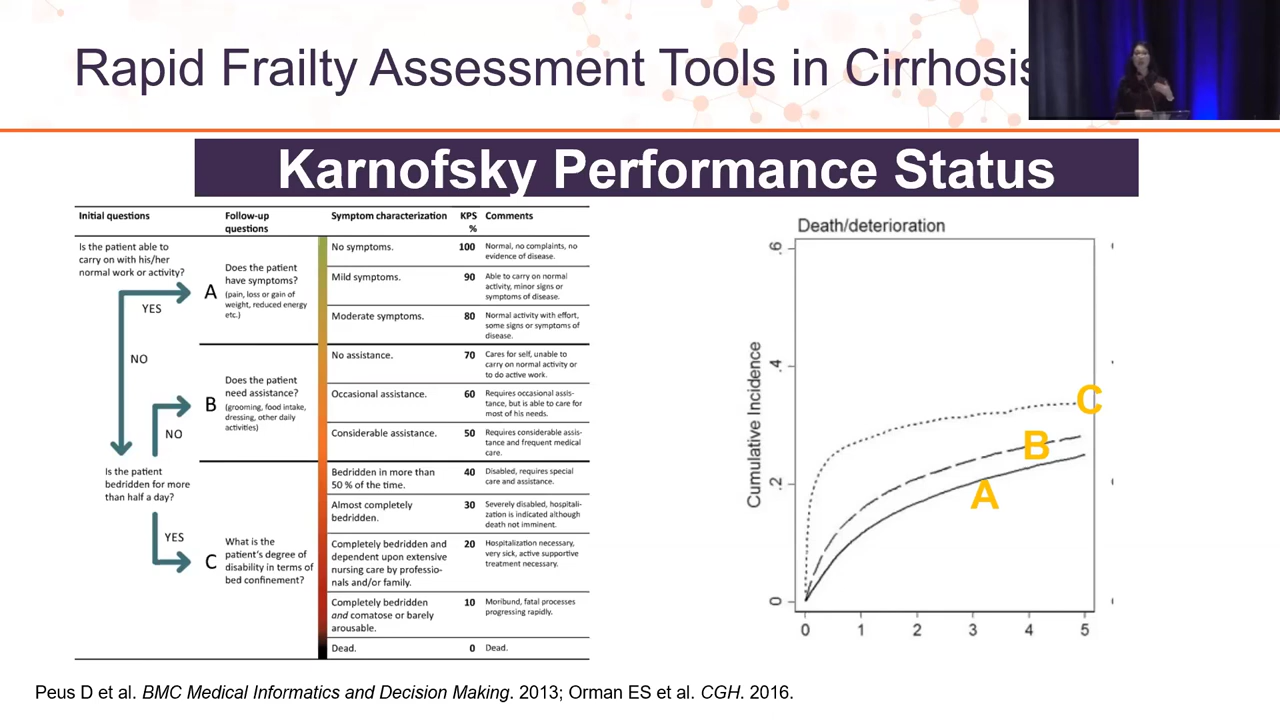 Rapid Frailty Assessment Tools in Cirrhosis
Karnofsky Performance Status
Initial questions
Follow-up
questions
Symptom characterization
KPS
%
Comments
Is the patient able to
carry on with his/her
normal work or activity?
YES
NO
A
Does the patient
have symptoms?
(pain, loss or gain of
weight, reduced energy
etc.)
No symptoms.
100
Normal, no complaints, no
evidence of disease.
Mild symptoms.
90
Able to carry on normal
activity, minor signs or
symptoms of disease.
Moderate symptoms.
80
Normal activity with effort,
some signs or symptoms of
disease.
B
NO
Does the patient
need assistance?
(grooming, food intake,
dressing, other daily
activities)
No assistance.
70
Cares for self, unable to
carry on normal activity or
to do active work.
Occasional assistance.
60
Requires occasional assis-
tance, but is able to care for
most of his needs.
Considerable assistance.
50
Requires considerable assis-
tance and frequent medical
care.
Is the patient
bedridden for more
than half a day?
YES
C
What is the
patient's degree of
disability in terms of
bed confinement?
Bedridden in more than
50 % of the time.
40
Disabled, requires special
care and assistance.
Almost completely
bedridden.
30
Severely disabled, hospitali-
zation is indicated although
death not imminent.
Completely bedridden and
dependent upon extensive
nursing care by professio-
nals and/or family.
20
Hospitalization necessary,
very sick, active supportive
treatment necessary.
Completely bedridden
and comatose or barely
arousable.
10
Moribund, fatal processes
progressing rapidly.
Dead.
0
Dead.
Death/deterioration
Cumulative Incidence
.6
.4
.2
0
0 1 2 3 4 5
C
B
A
Peus D et al. BMC Medical Informatics and Decision Making. 2013; Orman ES et al. CGH. 2016.